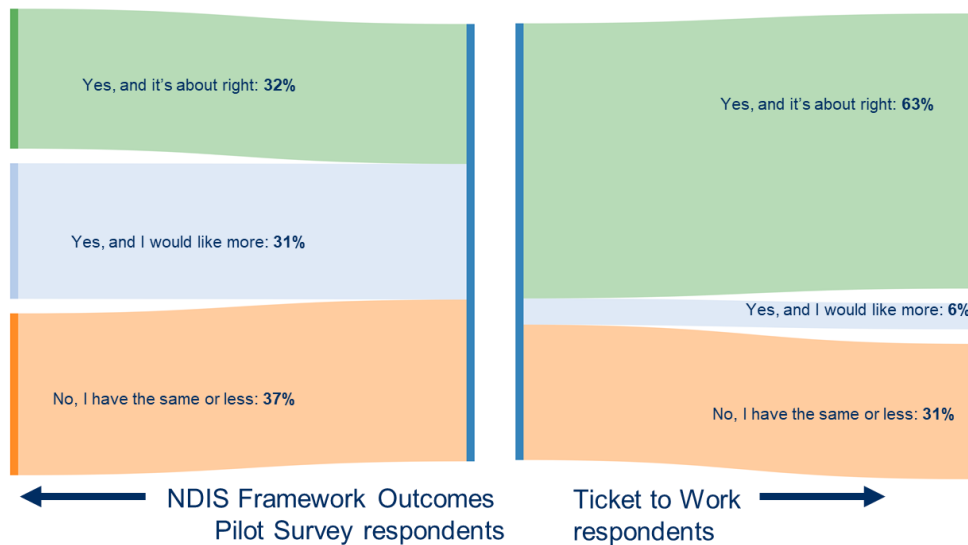 Yes, and it's about right: 32%
Yes, and I would like more: 31%
No, I have the same or less: 37%
NDIS Framework Outcomes
Pilot Survey respondents
Yes, and it's about right: 63%
Yes, and I would like more: 6%
No, I have the same or less: 31%
Ticket to Work
respondents